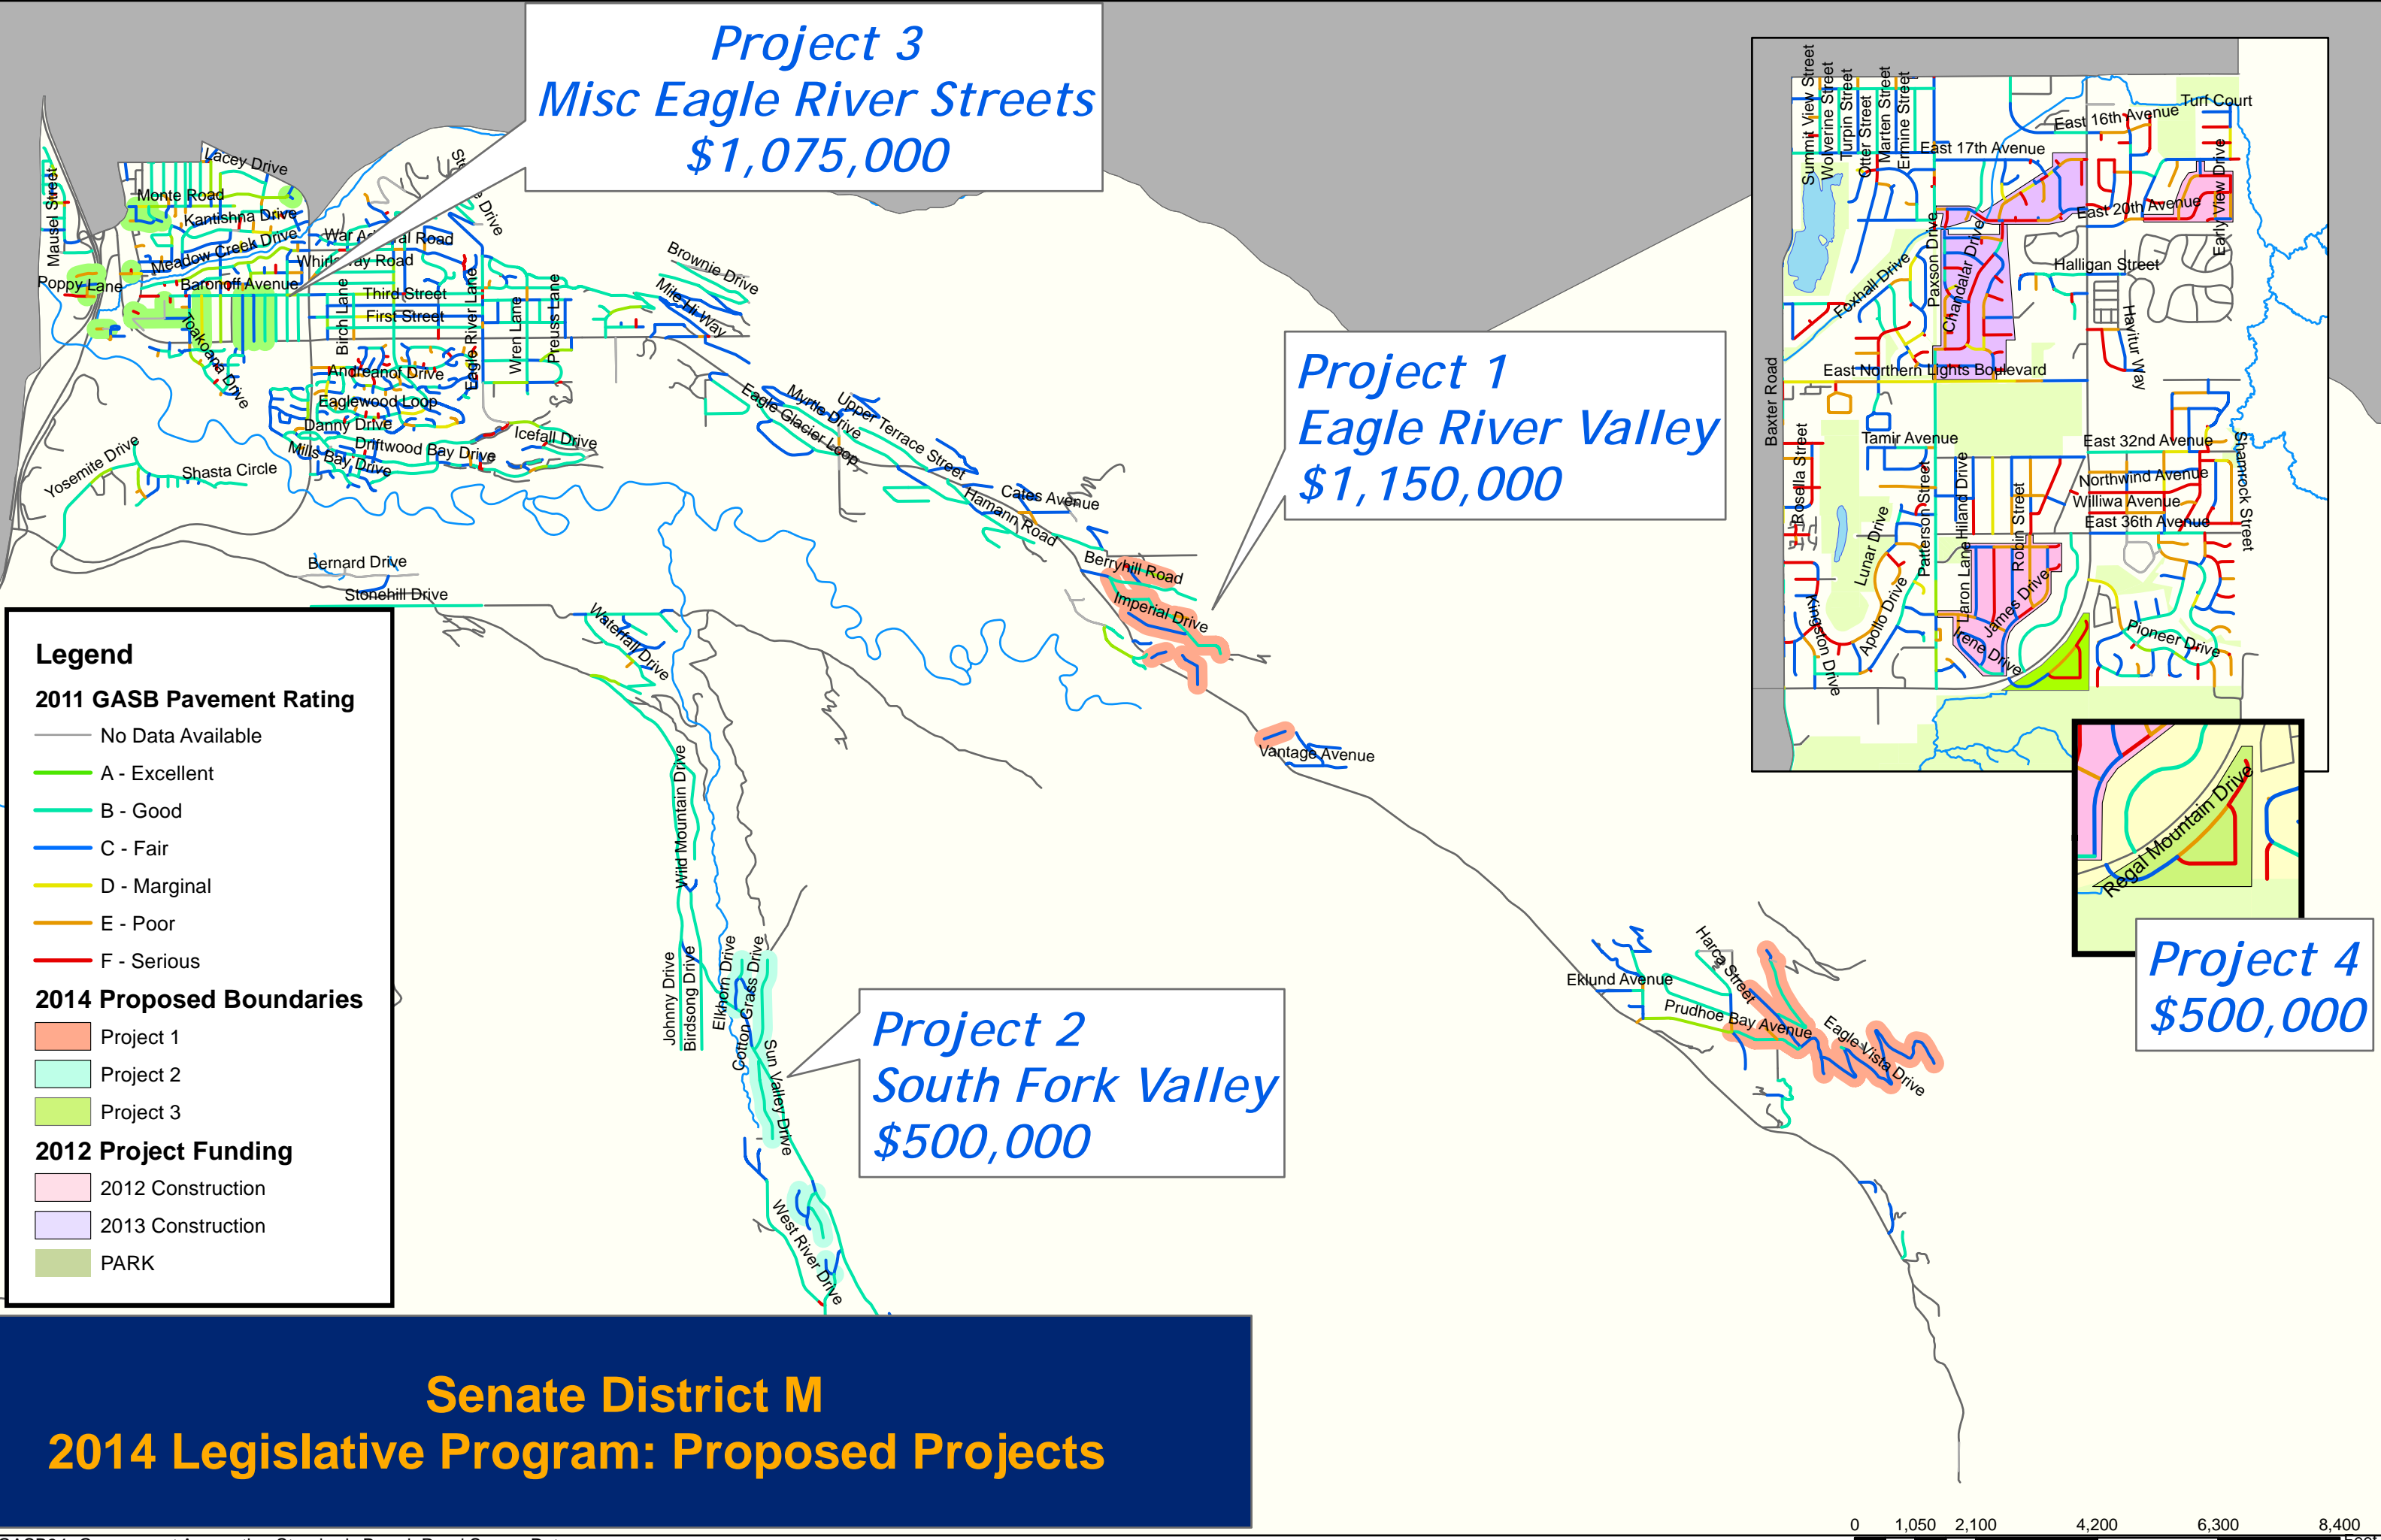 Project 3
Misc Eagle River Streets
$1,075,000
Project 1
Eagle River Valley
$1,150,000
Project 2
South Fork Valley
$500,000
Project 4
$500,000
Lacey Drive
Monte Road
Kantishna Drive
Meadow Creek Drive
Mausel Street
Poppy Lane
Baronoff Avenue
Toakoana Drive
Drive
Road
Third Street
First Street
Birch Lane
Eagle River Lane
Wren Lane
Preuss Lane
Brownie Drive
Mile Hi Way
Andreanof Drive
Eaglewood Loop
Danny Drive
Driftwood Bay Drive
Mills Bay Drive
Icefall Drive
Yosemite Drive
Shasta Circle
Eagle Glacier Loop
Myrtle Drive
Upper Terrace Street
Hamann Road
Cates Avenue
Berryhill Road
Imperial Drive
Vantage Avenue
Bernard Drive
Stonehill Drive
Waterfall Drive
Wild Mountain Drive
Johnny Drive
Birdsong Drive
Elkhorn Drive
Cotton Grass Drive
Sun Valley Drive
West River Drive
Eklund Avenue
Harca Street
Prudhoe Bay Avenue
Eagle Vista Drive
Summit View Street
Wolverine Street
Turpin Street
Otter Street
Marten Street
Ermine Street
Turf Court
East 16th Avenue
East 17th Avenue
East 20th Avenue
Early View Drive
Foxhall Drive
Paxson Drive
Chandalar Drive
Halligan Street
Havitur Way
East Northern Lights Boulevard
Baxter Road
Rosella Street
Tamir Avenue
East 32nd Avenue
Northwind Avenue
Williwa Avenue
East 36th Avenue
Shamrock Street
Lunar Drive
Patterson Street
Hiland Drive
Laron Lane
Robin Street
James Drive
Irene Drive
Kingston Drive
Apollo Drive
Pioneer Drive
Regal Mountain Drive
Legend
2011 GASB Pavement Rating
No Data Available
A - Excellent
B - Good
C - Fair
D - Marginal
E - Poor
F - Serious
2014 Proposed Boundaries
Project 1
Project 2
Project 3
2012 Project Funding
2012 Construction
2013 Construction
PARK
Senate District M
2014 Legislative Program: Proposed Projects
0 1,050 2,100 4,200 6,300 8,400